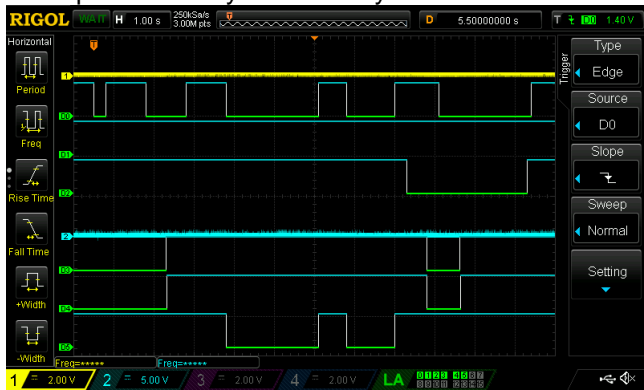 RIGOL WAIT H 1.00 s 250kSa/s 3.00M pts D 5.50000000 s T D0 1.40 V
Horizontal
Period
Freq
Rise Time
Fall Time
+Width
-Width
1
D0
D1
D2
2
D3
D4
D5
Trigger
Type
Edge
Source
D0
Slope
Sweep
Normal
Setting
Freq=***** Freq=*****
1 = 2.00 V 2 = 5.00 V 3 = 2.00 V 4 = 2.00 V LA